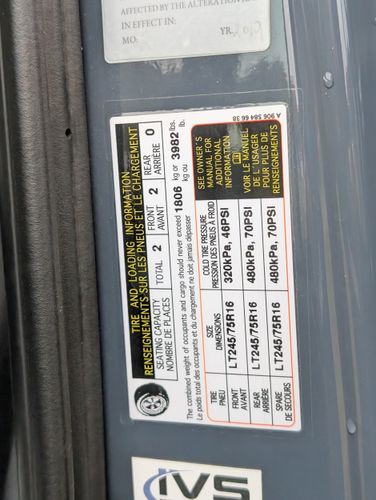 AFFECTED BY THE ALTERATION
IN EFFECT IN:
MO: YR.
TIRE AND LOADING INFORMATION
RENSEIGNEMENTS SUR LES PNEUS ET LE CHARGEMENT
SEATING CAPACITY
NOMBRE DE PLACES
TOTAL 2
FRONT
AVANT 2
REAR
ARRIÈRE 0
The combined weight of occupants and cargo should never exceed 1806 kg or 3982 lbs.
Le poids total des occupants et du chargement ne doit jamais dépasser kg ou lb.
TIRE
PNEU
SIZE
DIMENSIONS
COLD TIRE PRESSURE
PRESSION DES PNEUS À FROID
FRONT
AVANT
LT245/75R16
320kPa, 46PSI
REAR
ARRIÈRE
LT245/75R16
480kPa, 70PSI
SPARE
DE SECOURS
LT245/75R16
480kPa, 70PSI
SEE OWNER'S
MANUAL FOR
ADDITIONAL
INFORMATION
VOIR LE MANUEL
DE L'USAGER
POUR PLUS DE
RENSEIGNEMENTS
A 906 584 66 38
IVS